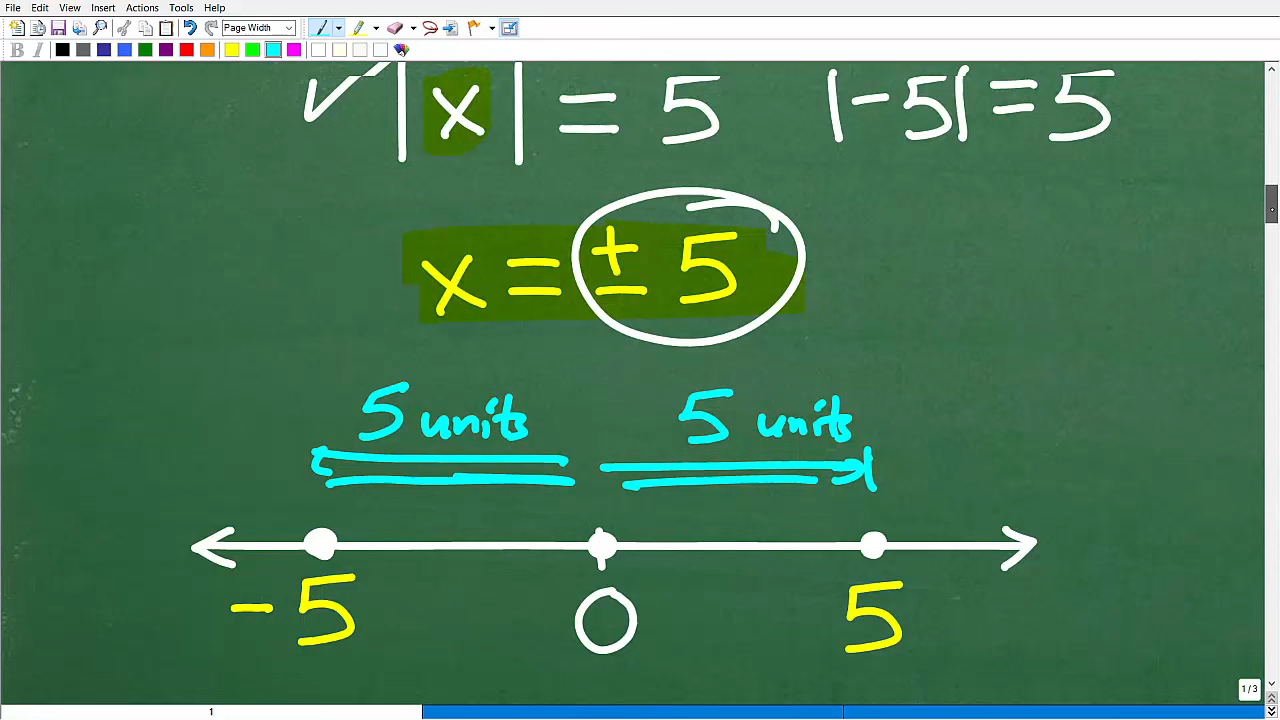 File Edit View Insert Actions Tools Help
Page Width
B I
✓ |x| = 5 |-5| = 5
x = ± 5
5 units 5 units
-5 0 5
1 / 3
1